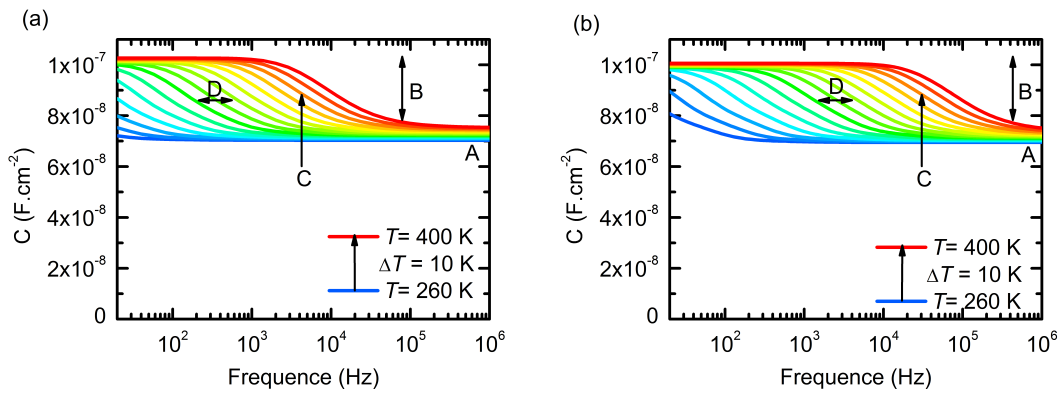 (a)
1x10⁻⁷
8x10⁻⁸
6x10⁻⁸
4x10⁻⁸
2x10⁻⁸
0
C (F.cm⁻²)
D
B
A
C
T= 400 K
ΔT = 10 K
T= 260 K
10² 10³ 10⁴ 10⁵ 10⁶
Frequence (Hz)
(b)
1x10⁻⁷
8x10⁻⁸
6x10⁻⁸
4x10⁻⁸
2x10⁻⁸
0
C (F.cm⁻²)
D
B
A
C
T= 400 K
ΔT = 10 K
T= 260 K
10² 10³ 10⁴ 10⁵ 10⁶
Frequence (Hz)